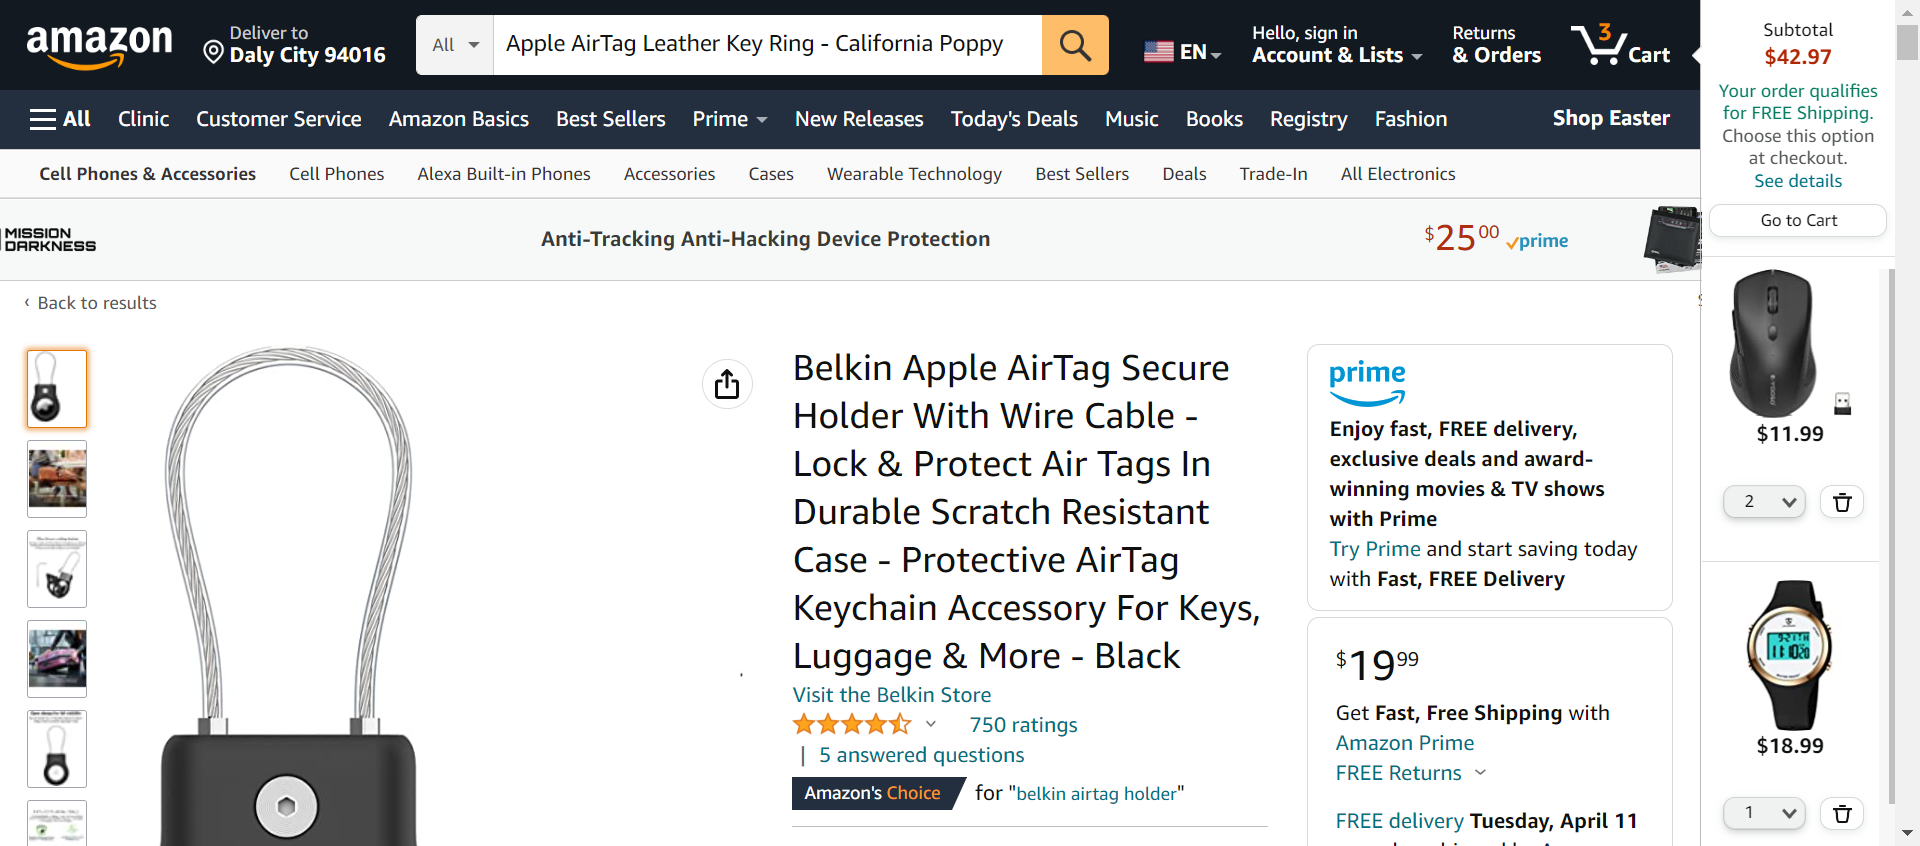 amazon
Deliver to
Daly City 94016
All
Apple AirTag Leather Key Ring - California Poppy
EN
Hello, sign in
Account & Lists
Returns
& Orders
3
Cart
All
Clinic
Customer Service
Amazon Basics
Best Sellers
Prime
New Releases
Today's Deals
Music
Books
Registry
Fashion
Shop Easter
Cell Phones & Accessories
Cell Phones
Alexa Built-in Phones
Accessories
Cases
Wearable Technology
Best Sellers
Deals
Trade-In
All Electronics
MISSION
DARKNESS
Anti-Tracking Anti-Hacking Device Protection
$25 00 prime
‹ Back to results
Belkin Apple AirTag Secure
Holder With Wire Cable -
Lock & Protect Air Tags In
Durable Scratch Resistant
Case - Protective AirTag
Keychain Accessory For Keys,
Luggage & More - Black
Visit the Belkin Store
750 ratings
| 5 answered questions
Amazon's Choice for "belkin airtag holder"
prime
Enjoy fast, FREE delivery,
exclusive deals and award-
winning movies & TV shows
with Prime
Try Prime and start saving today
with Fast, FREE Delivery
$19 99
Get Fast, Free Shipping with
Amazon Prime
FREE Returns
FREE delivery Tuesday, April 11
Subtotal
$42.97
Your order qualifies
for FREE Shipping.
Choose this option
at checkout.
See details
Go to Cart
$11.99
2
$18.99
1